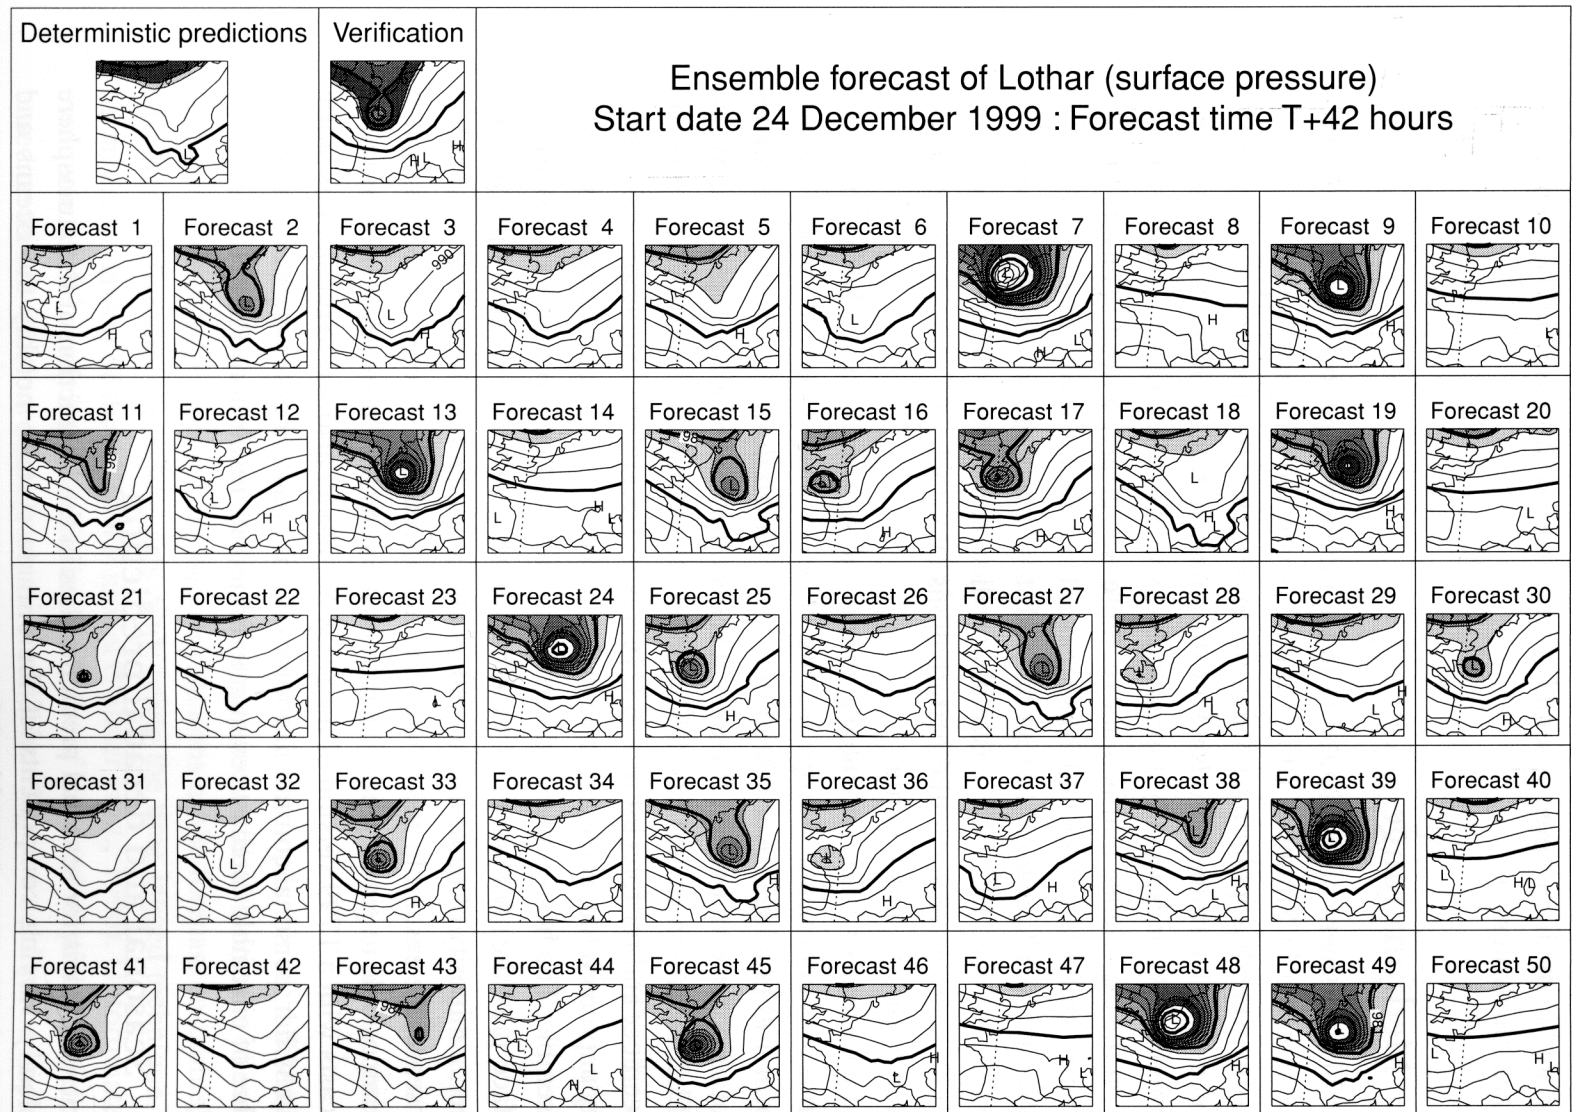 Deterministic predictions
Verification
Ensemble forecast of Lothar (surface pressure)
Start date 24 December 1999 : Forecast time T+42 hours
L
L
H
L
H
Forecast 1
Forecast 2
Forecast 3
Forecast 4
Forecast 5
Forecast 6
Forecast 7
Forecast 8
Forecast 9
Forecast 10
990
Forecast 11
Forecast 12
Forecast 13
Forecast 14
Forecast 15
Forecast 16
Forecast 17
Forecast 18
Forecast 19
Forecast 20
Forecast 21
Forecast 22
Forecast 23
Forecast 24
Forecast 25
Forecast 26
Forecast 27
Forecast 28
Forecast 29
Forecast 30
Forecast 31
Forecast 32
Forecast 33
Forecast 34
Forecast 35
Forecast 36
Forecast 37
Forecast 38
Forecast 39
Forecast 40
Forecast 41
Forecast 42
Forecast 43
Forecast 44
Forecast 45
Forecast 46
Forecast 47
Forecast 48
Forecast 49
Forecast 50